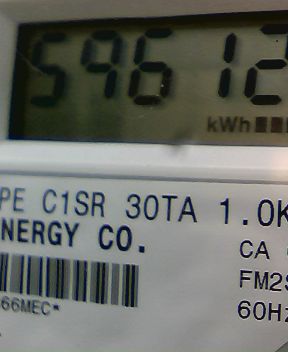 59612
kWh
PE C1SR 30TA 1.0K
NERGY CO.
CA
FM2S
66MEC*
60Hz